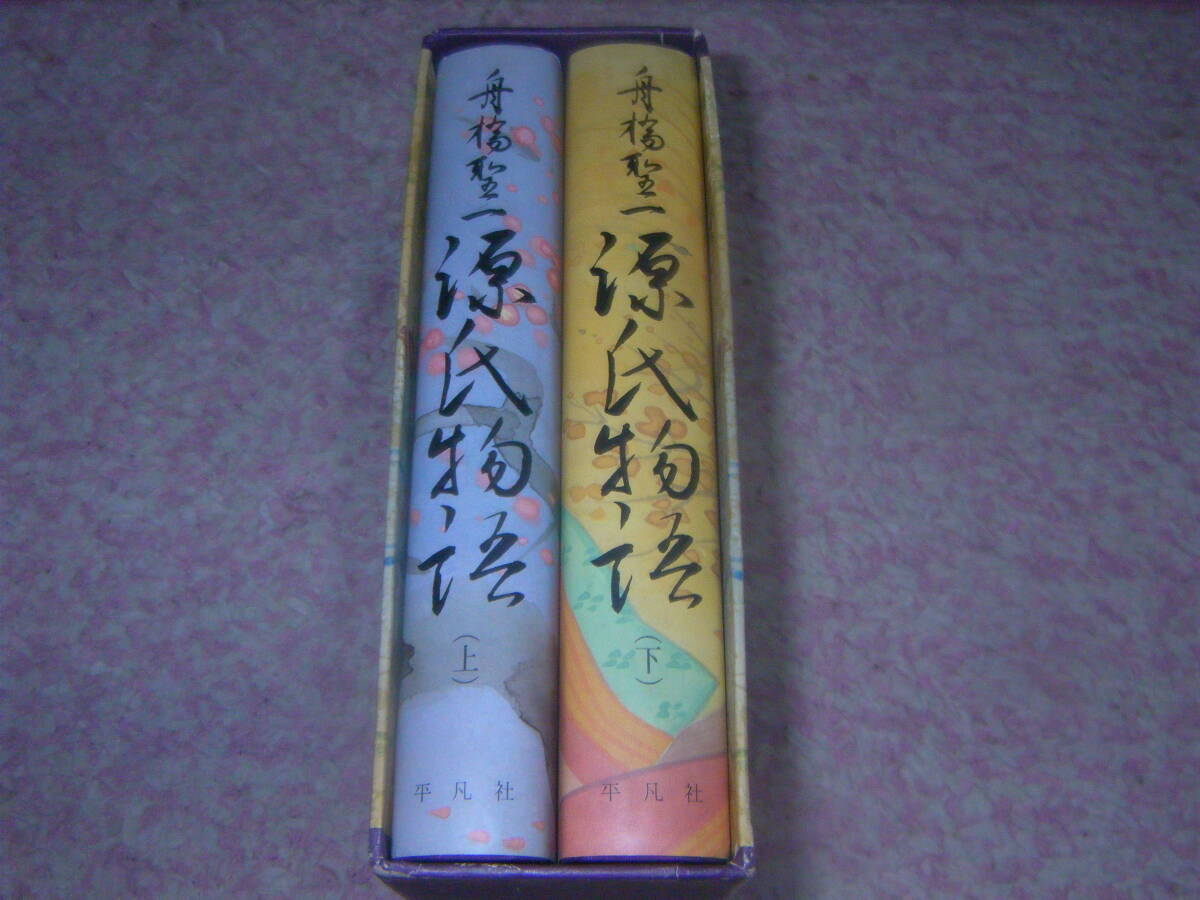 舟橋聖一
源氏物語
（上）
平凡社
舟橋聖一
源氏物語
（下）
平凡社